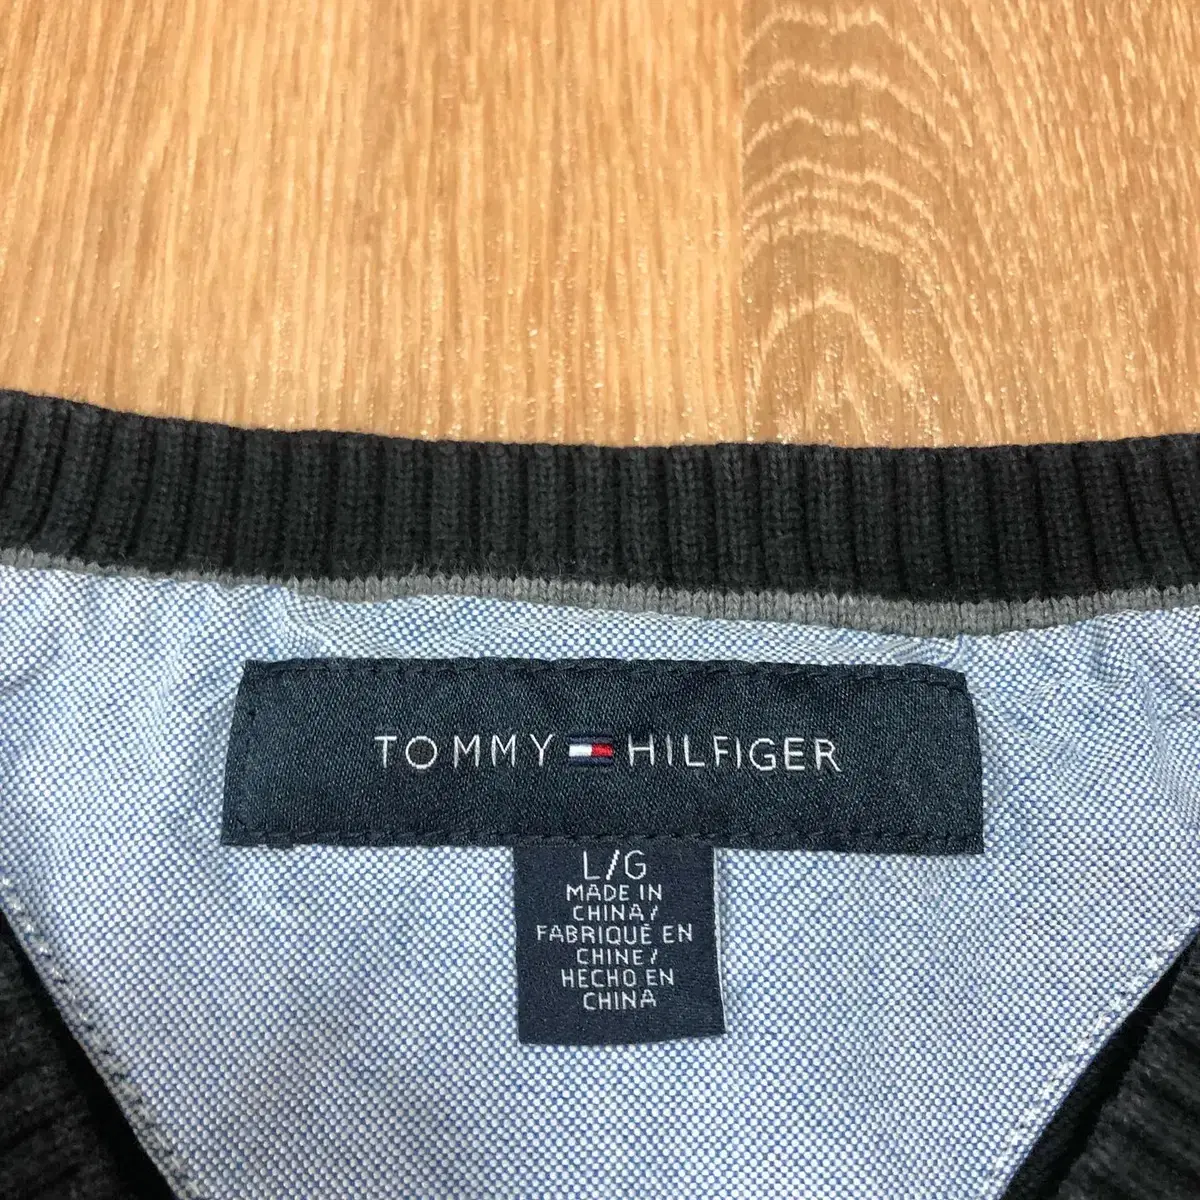 TOMMY HILFIGER
L/G
MADE IN
CHINA/
FABRIQUÉ EN
CHINE/
HECHO EN
CHINA